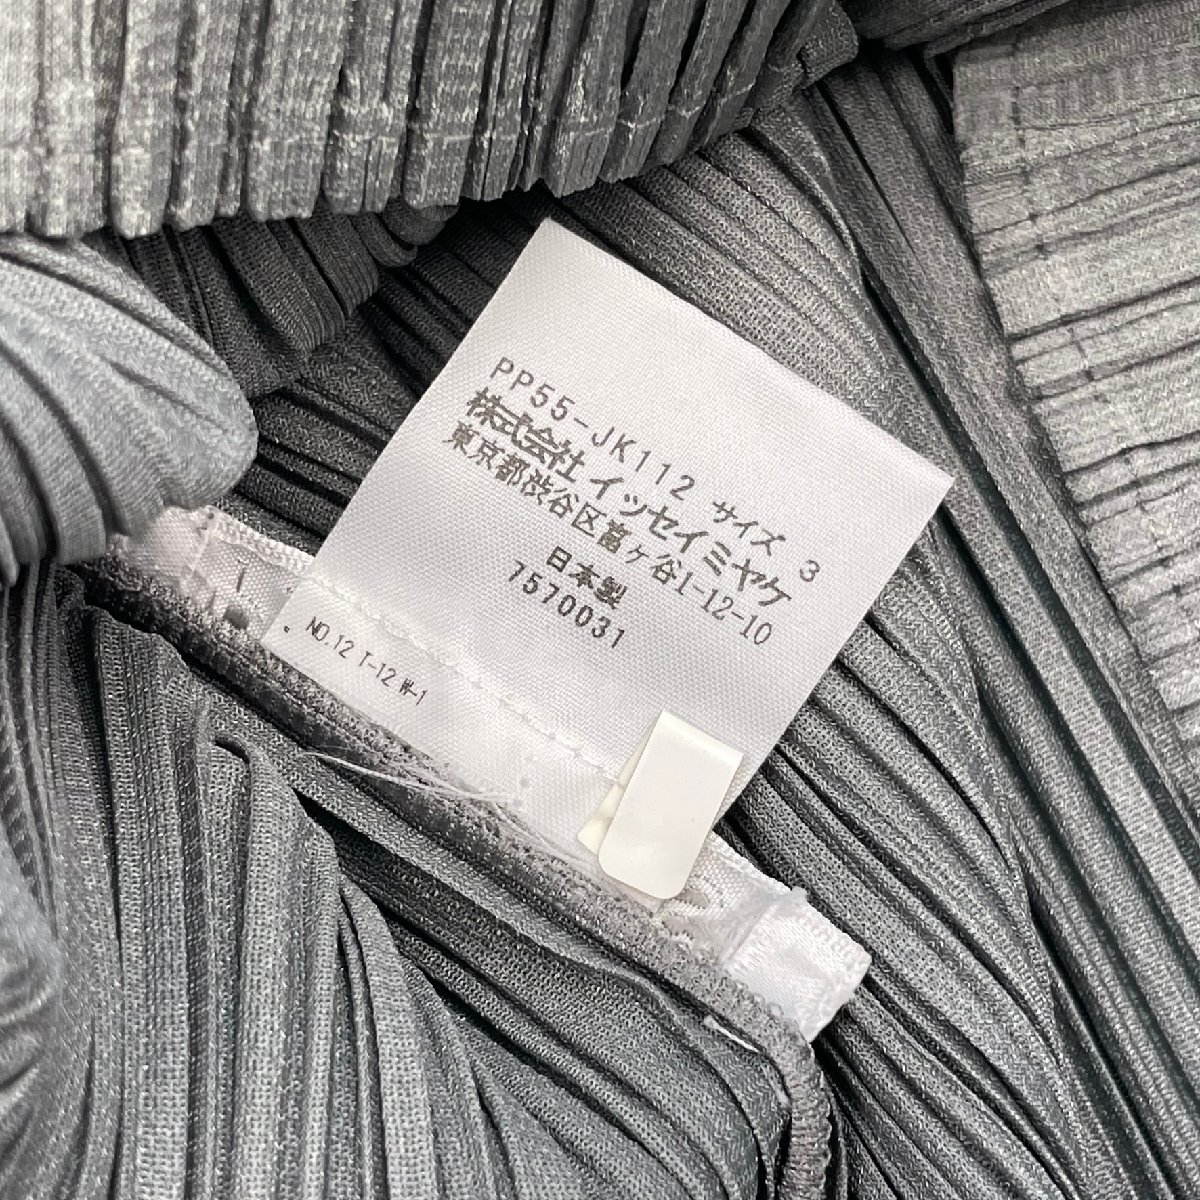 PP55-JK112 サイズ 3
株式会社 イッセイミヤケ
東京都渋谷区富ヶ谷1-12-10
日本製
7570031
NO.12 T-12 W-1